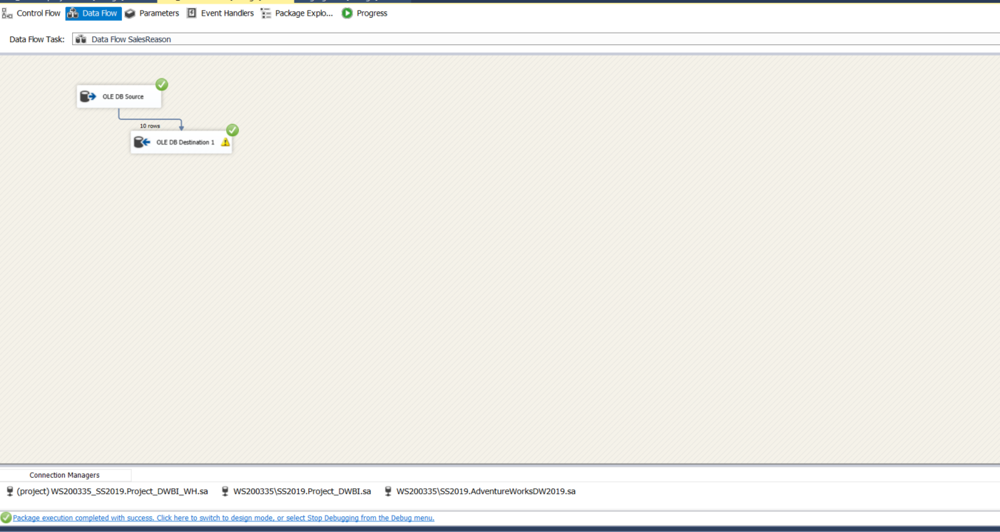 Control Flow Data Flow Parameters Event Handlers Package Explo... Progress
Data Flow Task: Data Flow SalesReason
OLE DB Source
10 rows
OLE DB Destination 1
Connection Managers
(project) WS200335_SS2019.Project_DWBI_WH.sa WS200335\SS2019.Project_DWBI.sa WS200335\SS2019.AdventureWorksDW2019.sa
Package execution completed with success. Click here to switch to design mode, or select Stop Debugging from the Debug menu.